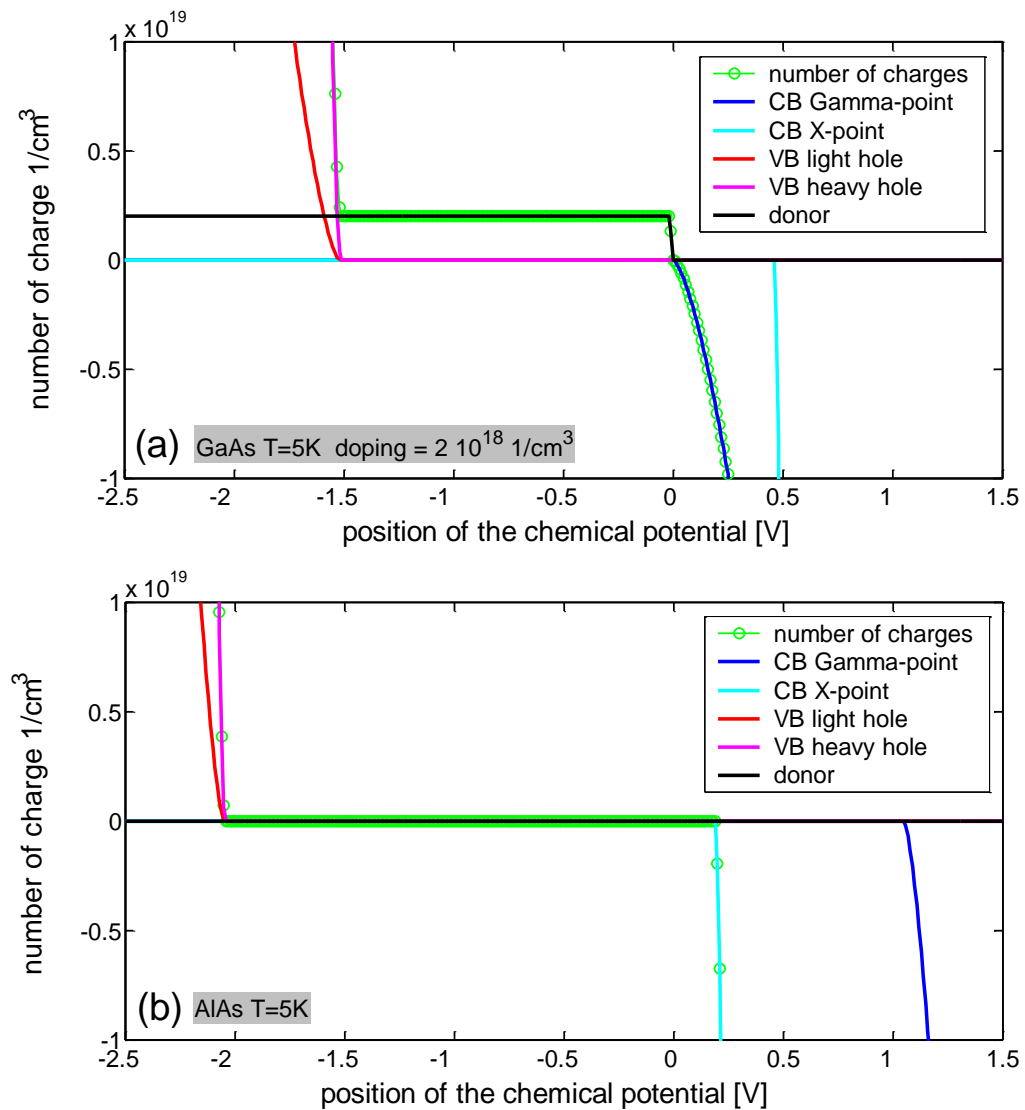 x 10^19
1
0.5
0
-0.5
-1
number of charge 1/cm^3
number of charges
CB Gamma-point
CB X-point
VB light hole
VB heavy hole
donor
(a) GaAs T=5K doping = 2 10^18 1/cm^3
-2.5 -2 -1.5 -1 -0.5 0 0.5 1 1.5
position of the chemical potential [V]
x 10^19
1
0.5
0
-0.5
-1
number of charge 1/cm^3
number of charges
CB Gamma-point
CB X-point
VB light hole
VB heavy hole
donor
(b) AlAs T=5K
-2.5 -2 -1.5 -1 -0.5 0 0.5 1 1.5
position of the chemical potential [V]